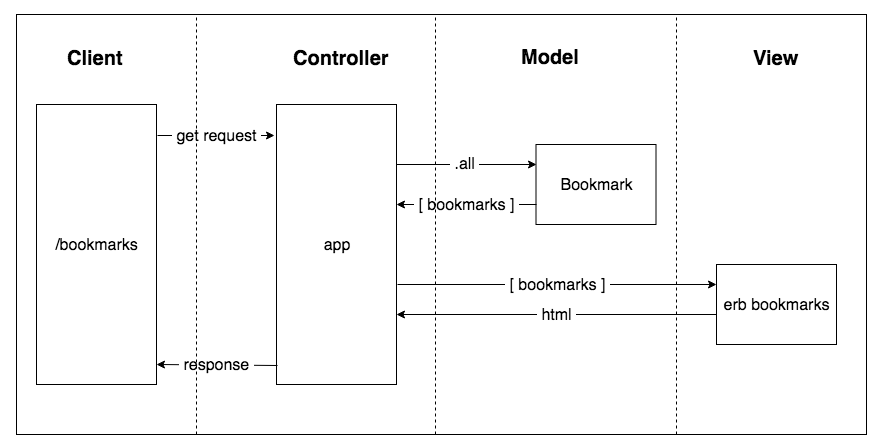 Client
Controller
Model
View
get request
.all
Bookmark
[ bookmarks ]
/bookmarks
app
[ bookmarks ]
erb bookmarks
html
response